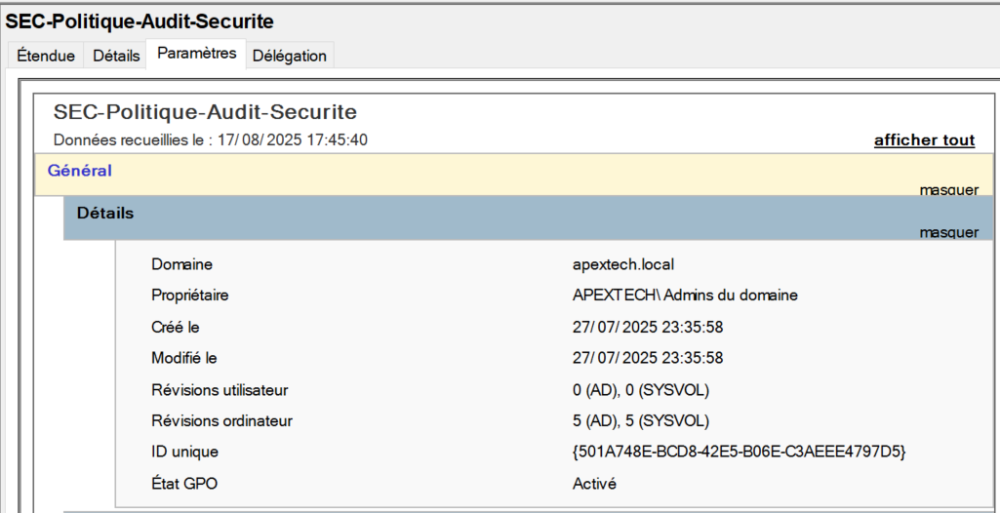 SEC-Politique-Audit-Securite
Étendue Détails Paramètres Délégation
SEC-Politique-Audit-Securite
Données recueillies le : 17/08/2025 17:45:40 afficher tout
Général
masquer
Détails
masquer
Domaine apextech.local
Propriétaire APEXTECH\Admins du domaine
Créé le 27/07/2025 23:35:58
Modifié le 27/07/2025 23:35:58
Révisions utilisateur 0 (AD), 0 (SYSVOL)
Révisions ordinateur 5 (AD), 5 (SYSVOL)
ID unique {501A748E-BCD8-42E5-B06E-C3AEEE4797D5}
État GPO Activé